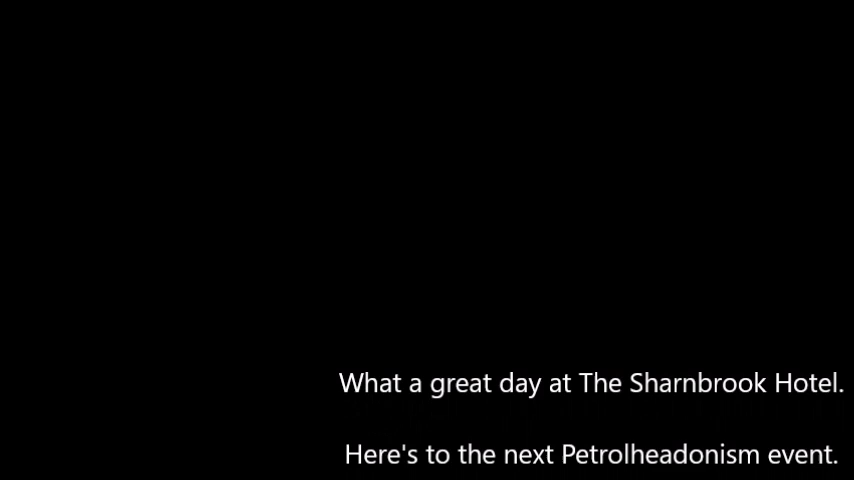 What a great day at The Sharnbrook Hotel.
Here's to the next Petrolheadonism event.